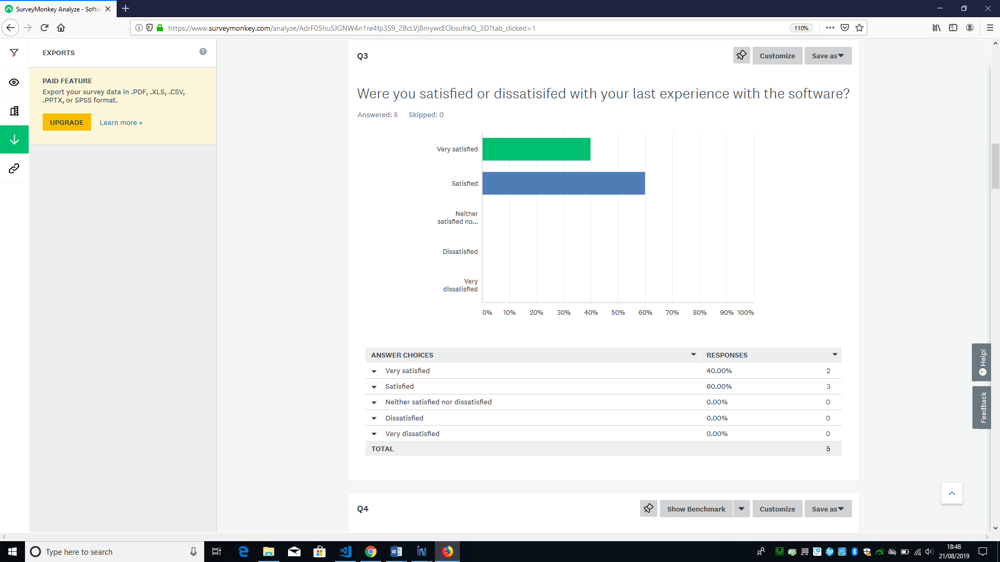 SurveyMonkey Analyze - Softw
https://www.surveymonkey.com/analyze/AdrF05huSJGNW4n1re4fp3S9_2BcLVj8mywcEObsufrkQ_3D?tab_clicked=1
110%
EXPORTS
PAID FEATURE
Export your survey data in .PDF, .XLS, .CSV,
.PPTX, or SPSS format.
UPGRADE
Learn more »
Q3
Customize
Save as
Were you satisfied or dissatisifed with your last experience with the software?
Answered: 5 Skipped: 0
Very satisfied
Satisfied
Neither
satisfied no...
Dissatisfied
Very
dissatisfied
0% 10% 20% 30% 40% 50% 60% 70% 80% 90% 100%
ANSWER CHOICES RESPONSES
Very satisfied 40.00% 2
Satisfied 60.00% 3
Neither satisfied nor dissatisfied 0.00% 0
Dissatisfied 0.00% 0
Very dissatisfied 0.00% 0
TOTAL 5
Help!
Feedback
Q4
Show Benchmark
Customize
Save as
Type here to search
18:48
21/08/2019